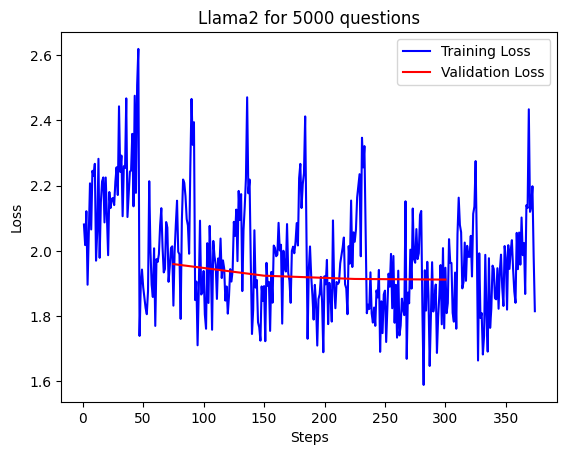 Llama2 for 5000 questions
Training Loss
Validation Loss
2.6
2.4
2.2
2.0
1.8
1.6
Loss
0 50 100 150 200 250 300 350
Steps